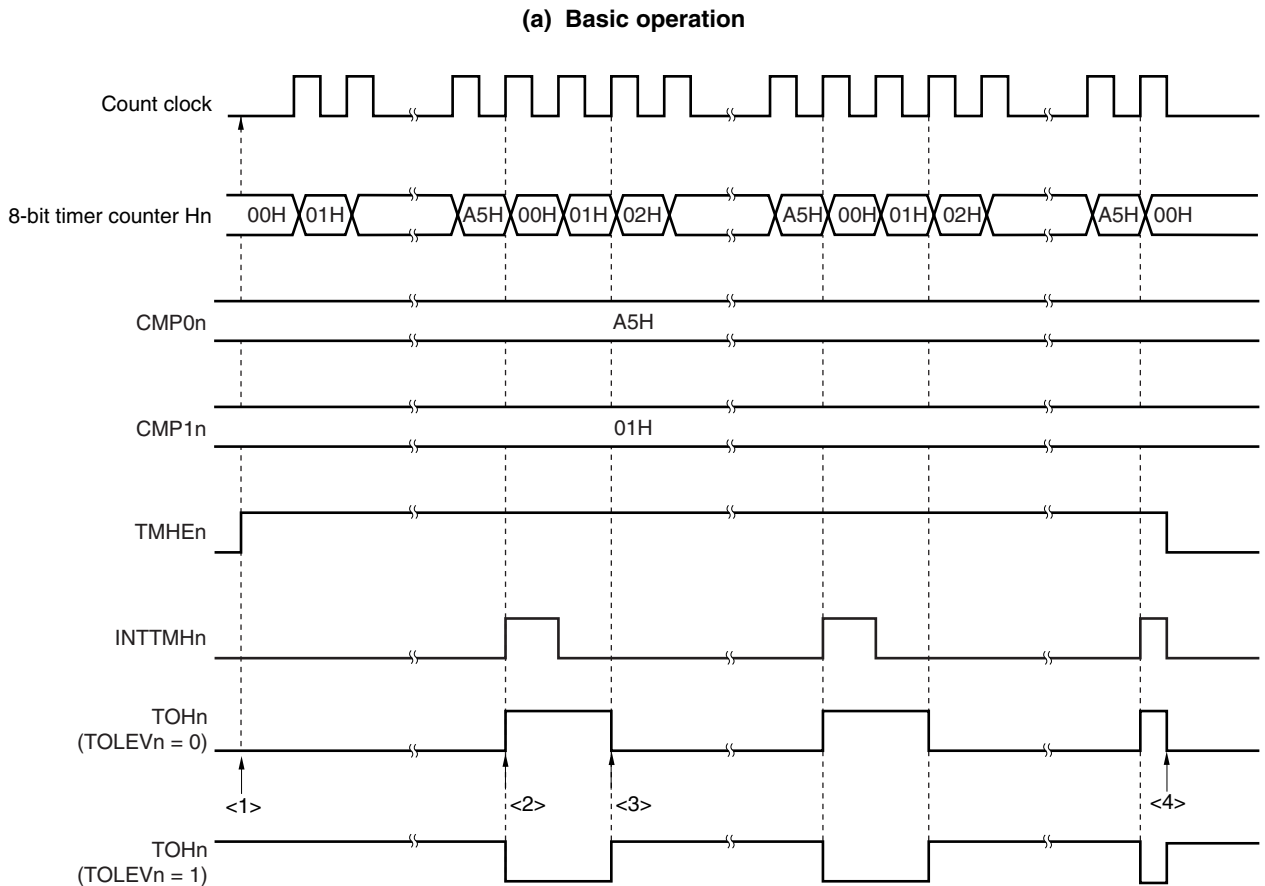 (a) Basic operation
Count clock
8-bit timer counter Hn 00H 01H A5H 00H 01H 02H A5H 00H 01H 02H A5H 00H
CMP0n A5H
CMP1n 01H
TMHEn
INTTMHn
TOHn
(TOLEVn = 0)
<1> <2> <3> <4>
TOHn
(TOLEVn = 1)